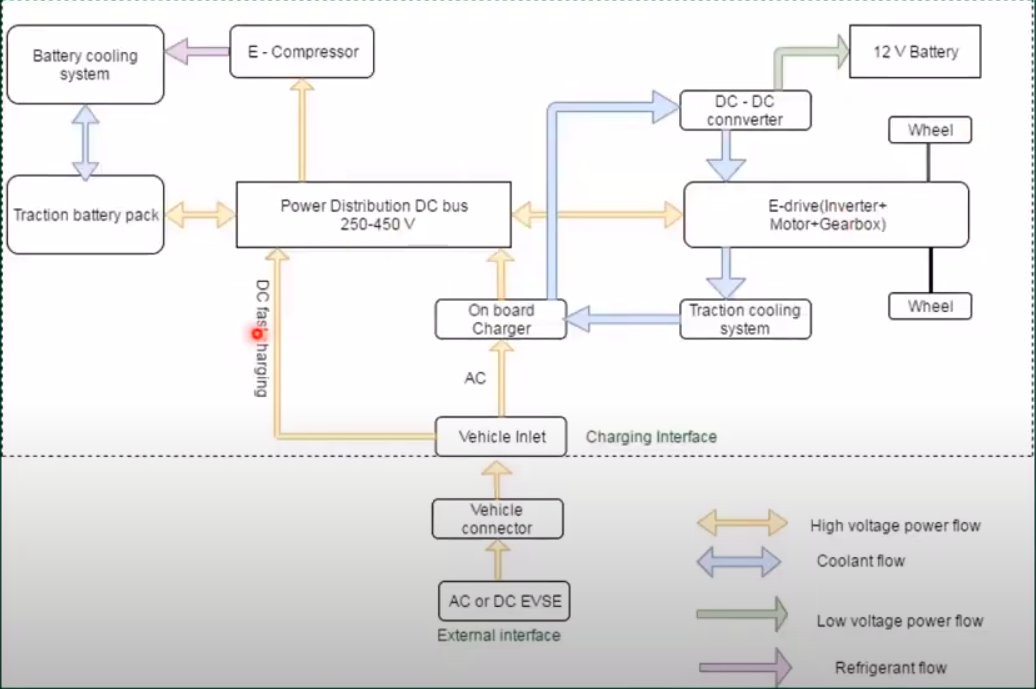 Battery cooling
system
E - Compressor
12 V Battery
DC - DC
connverter
Wheel
Traction battery pack
Power Distribution DC bus
250-450 V
E-drive(Inverter+
Motor+Gearbox)
DC fast charging
On board
Charger
Traction cooling
system
Wheel
AC
Vehicle Inlet
Charging Interface
Vehicle
connector
High voltage power flow
Coolant flow
AC or DC EVSE
External interface
Low voltage power flow
Refrigerant flow